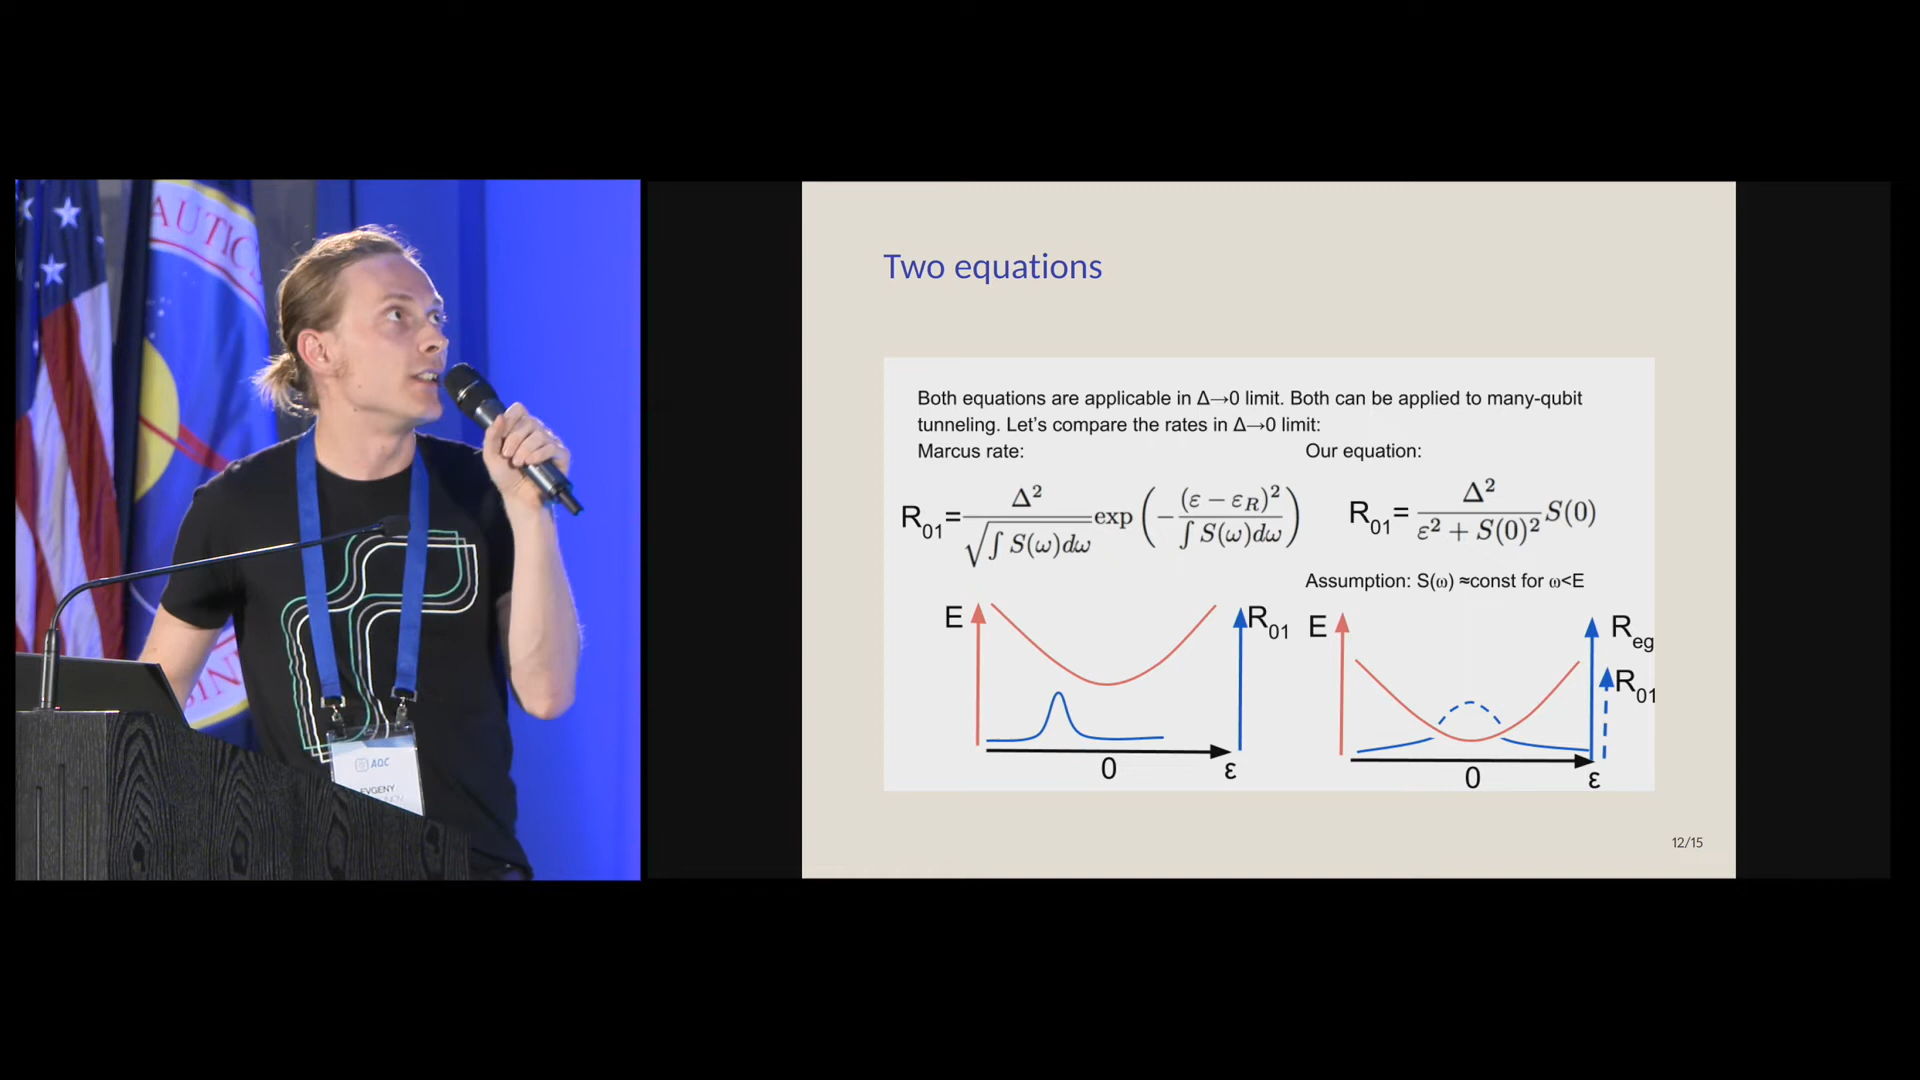 AUTIC
AQC
EVGENY
Two equations
Both equations are applicable in Δ→0 limit. Both can be applied to many-qubit
tunneling. Let's compare the rates in Δ→0 limit:
Marcus rate:
Our equation:
R₀₁= Δ² / √∫ S(ω)dω exp ( − (ε − ε_R)² / ∫ S(ω)dω )
R₀₁= Δ² / ε² + S(0)² S(0)
Assumption: S(ω) ≈const for ω<E
E
R₀₁
0
ε
E
R_eg
R₀₁
0
ε
12/15